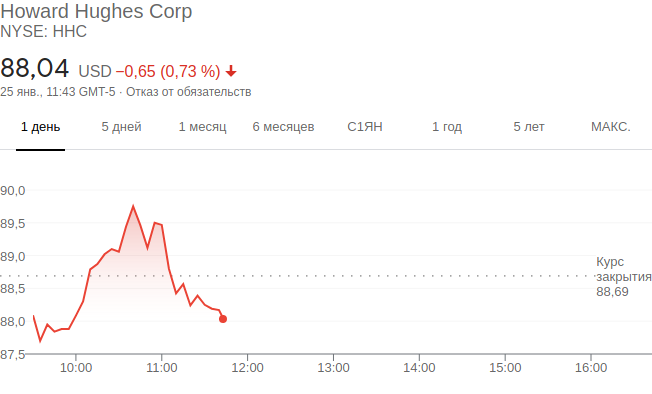 Howard Hughes Corp
NYSE: HHC
88,04 USD −0,65 (0,73 %)
25 янв., 11:43 GMT-5 · Отказ от обязательств
1 день 5 дней 1 месяц 6 месяцев С1ЯН 1 год 5 лет МАКС.
90,0
89,5
89,0
88,5
88,0
87,5
Курс
закрытия
88,69
10:00 11:00 12:00 13:00 14:00 15:00 16:00